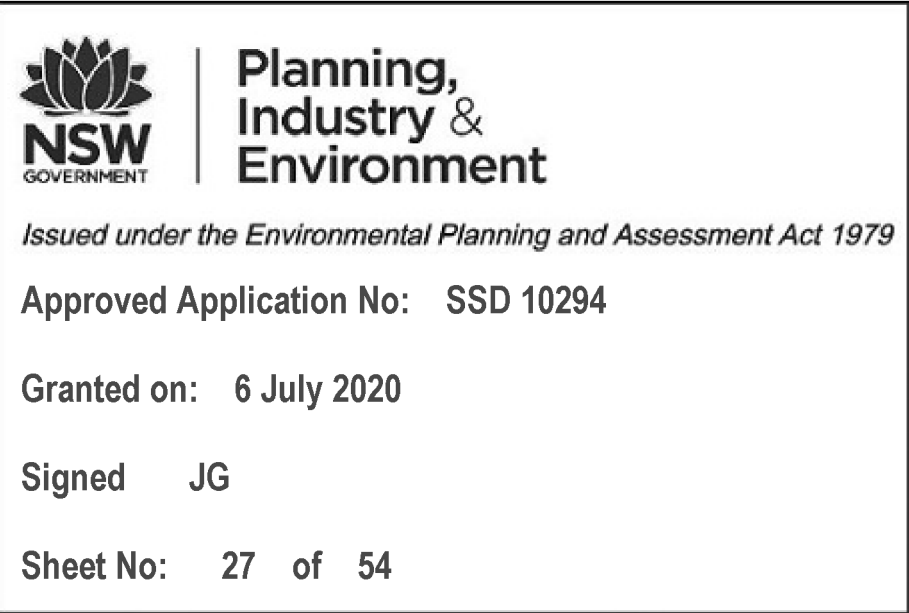 NSW
GOVERNMENT
Planning,
Industry &
Environment
Issued under the Environmental Planning and Assessment Act 1979
Approved Application No: SSD 10294
Granted on: 6 July 2020
Signed JG
Sheet No: 27 of 54